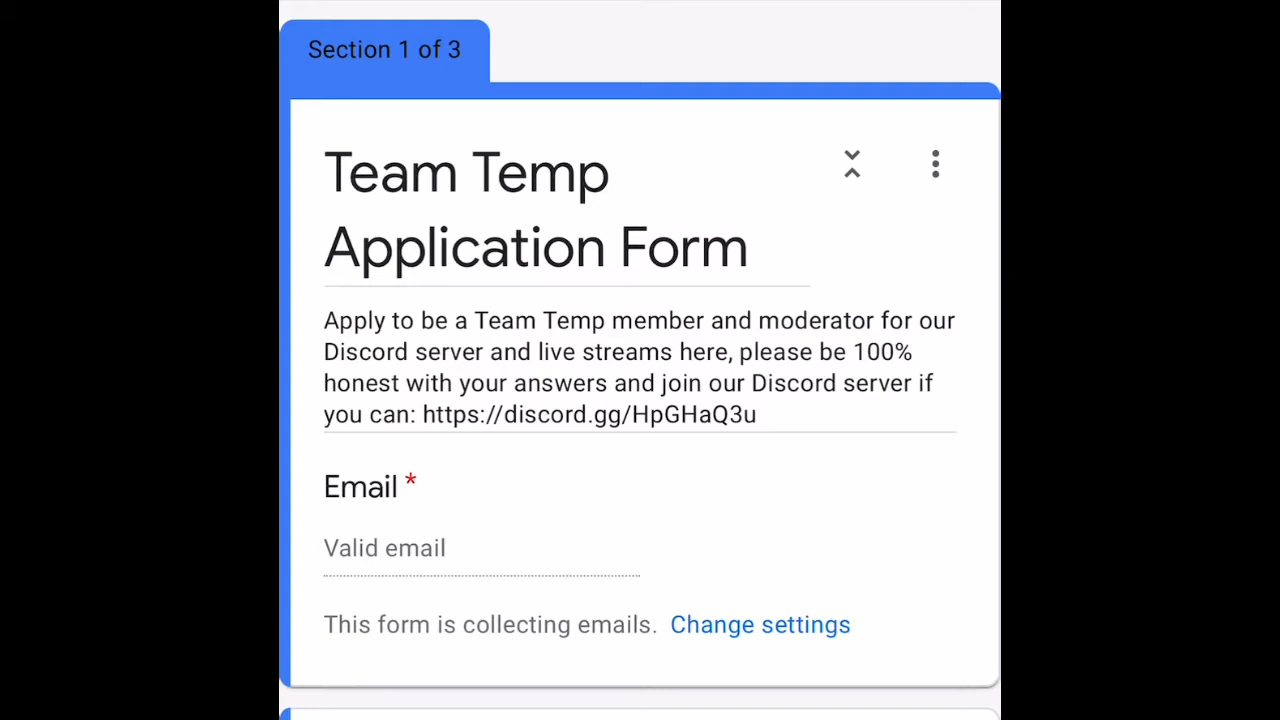 Section 1 of 3
Team Temp
Application Form
Apply to be a Team Temp member and moderator for our
Discord server and live streams here, please be 100%
honest with your answers and join our Discord server if
you can: https://discord.gg/HpGHaQ3u
Email *
Valid email
This form is collecting emails. Change settings